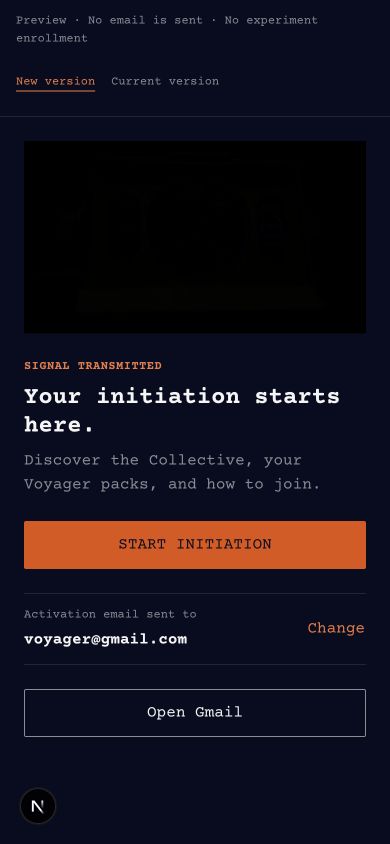 Preview · No email is sent · No experiment
enrollment
New version Current version
SIGNAL TRANSMITTED
Your initiation starts
here.
Discover the Collective, your
Voyager packs, and how to join.
START INITIATION
Activation email sent to
voyager@gmail.com
Change
Open Gmail
N